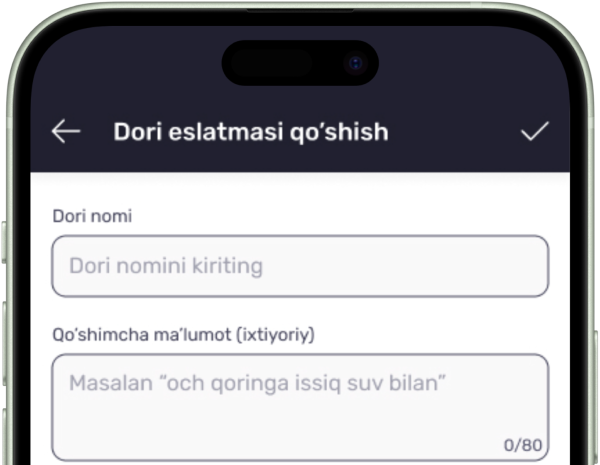 Dori eslatmasi qo‘shish
Dori nomi
Dori nomini kiriting
Qo‘shimcha ma’lumot (ixtiyoriy)
Masalan “och qoringa issiq suv bilan”
0/80